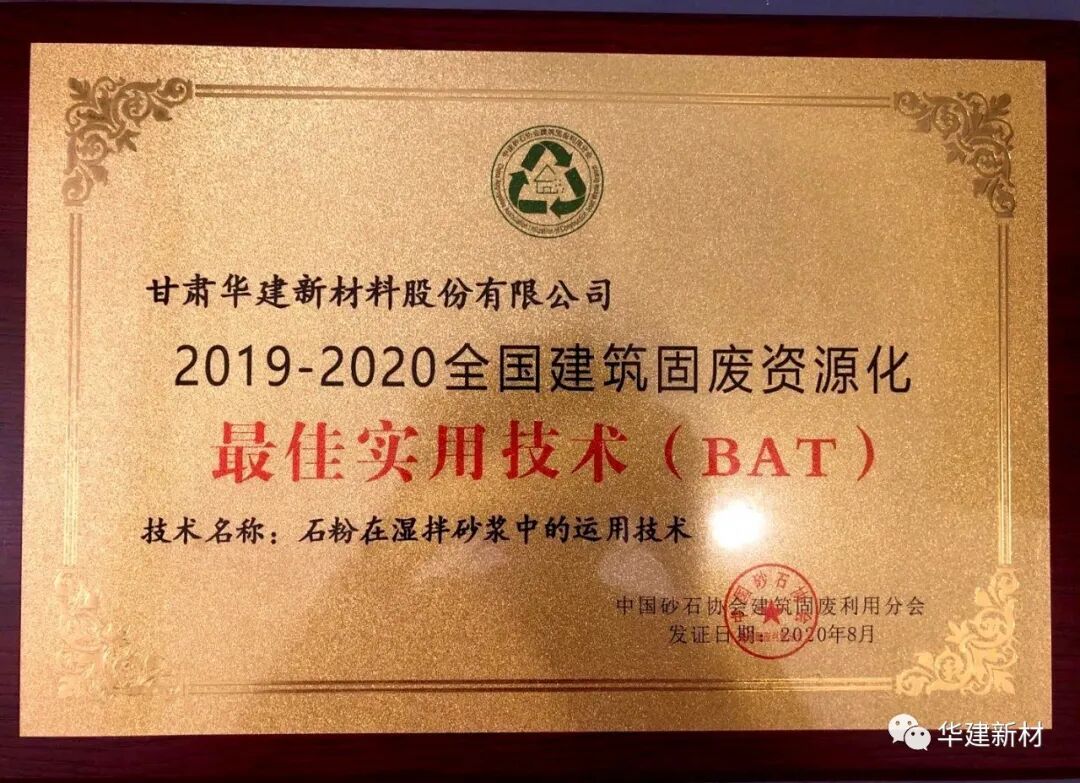 甘肃华建新材料股份有限公司
2019-2020全国建筑固废资源化
最佳实用技术（BAT）
技术名称：石粉在湿拌砂浆中的运用技术
中国砂石协会建筑固废利用分会
发证日期：2020年8月
华建新材